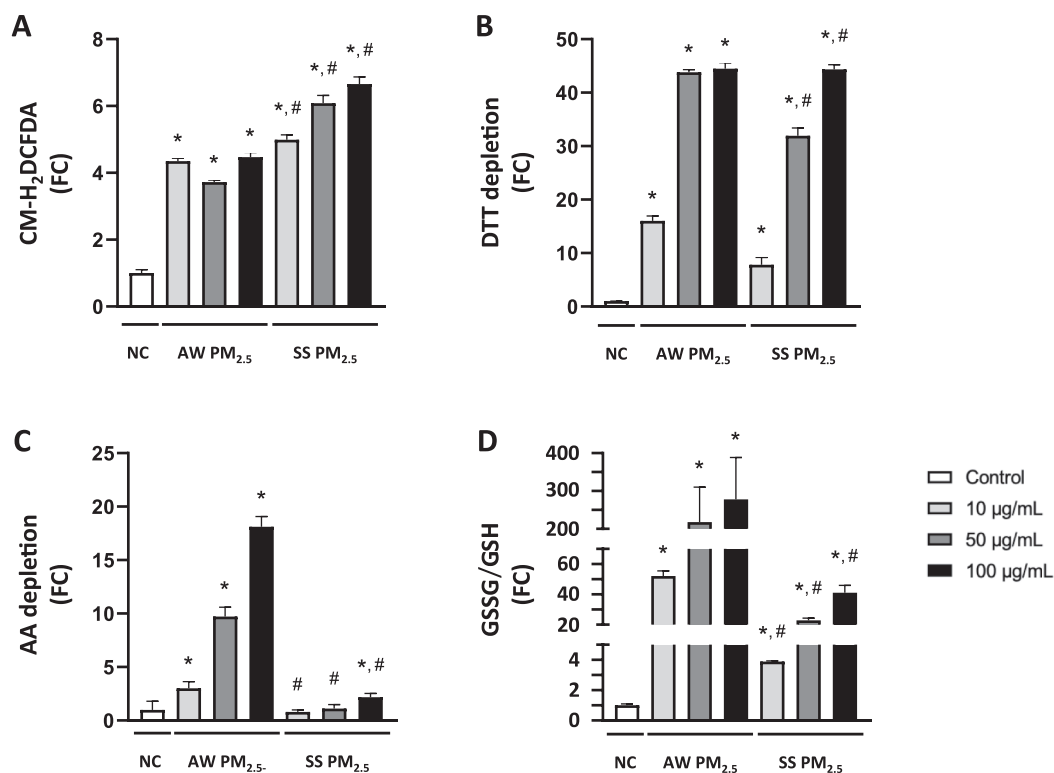 A
CM-H₂DCFDA
(FC)
8
6
4
2
0
*
*
*
*, #
*, #
*, #
NC
AW PM₂.₅
SS PM₂.₅
B
DTT depletion
(FC)
50
40
30
20
10
0
*
*
*
*
*, #
*, #
NC
AW PM₂.₅
SS PM₂.₅
C
AA depletion
(FC)
25
20
15
10
5
0
*
*
*
#
#
*, #
NC
AW PM₂.₅-
SS PM₂.₅
D
GSSG/GSH
(FC)
400
300
200
60
40
20
4
2
0
*
*
*
*, #
*, #
*, #
NC
AW PM₂.₅
SS PM₂.₅
Control
10 µg/mL
50 µg/mL
100 µg/mL